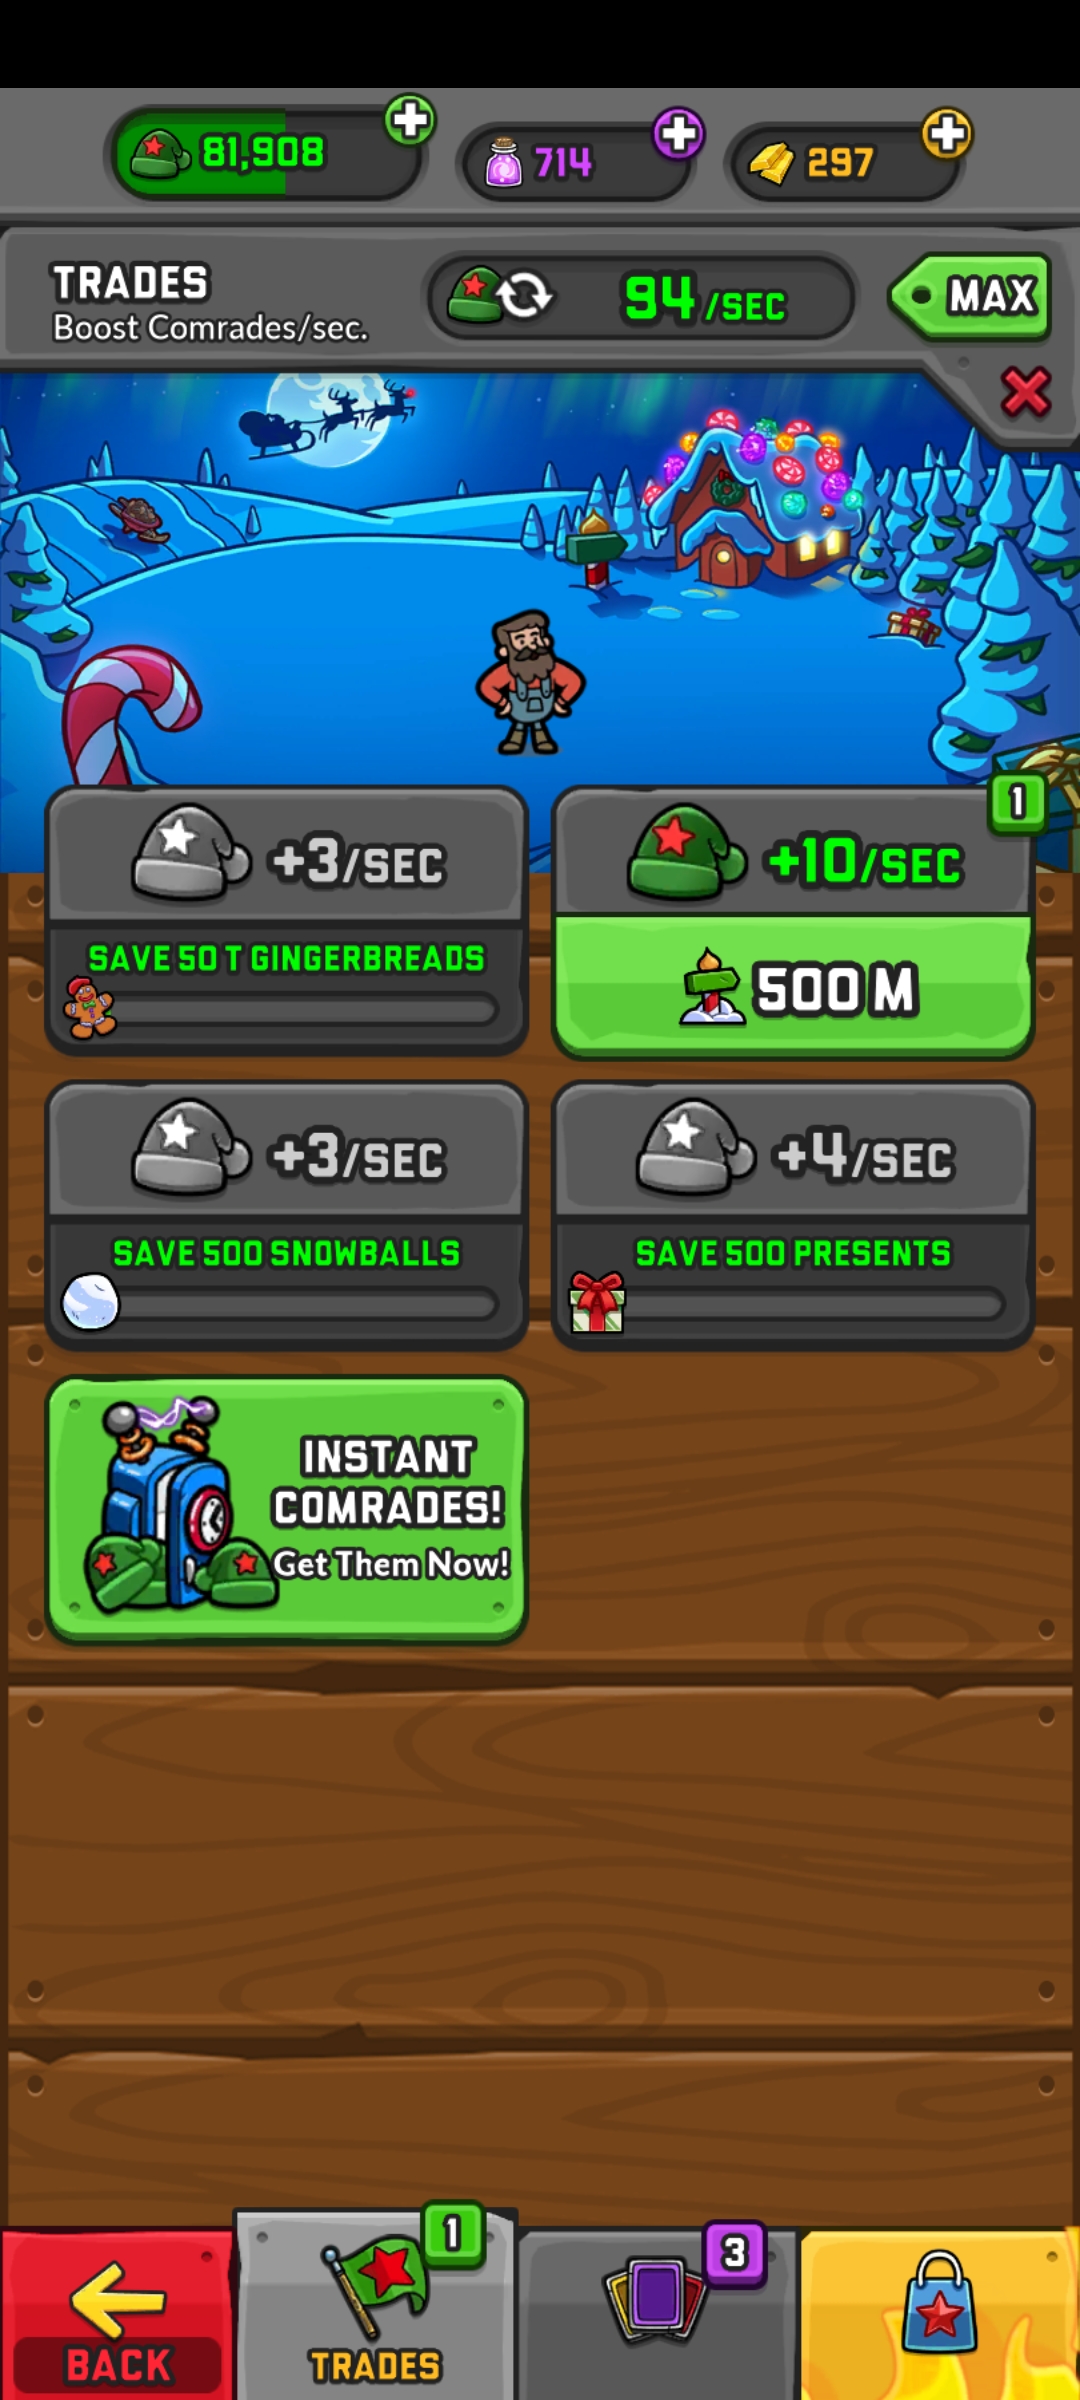 81,908
714
297
TRADES
Boost Comrades/sec.
94/SEC
MAX
+3/SEC
SAVE 50 T GINGERBREADS
1
+10/SEC
500 M
+3/SEC
SAVE 500 SNOWBALLS
+4/SEC
SAVE 500 PRESENTS
INSTANT
COMRADES!
Get Them Now!
BACK
1
TRADES
3